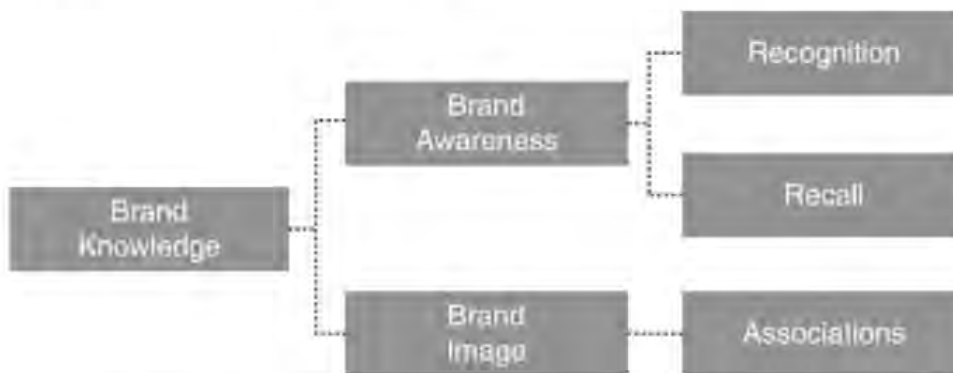 Recognition
Brand
Awareness
Recall
Brand
Knowledge
Brand
Image
Associations